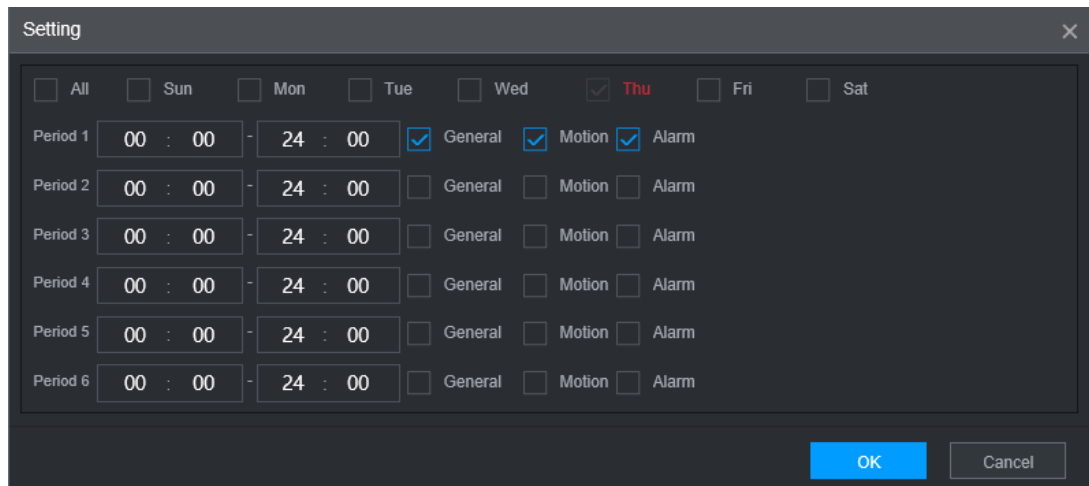 Setting
All Sun Mon Tue Wed Thu Fri Sat
Period 1 00 : 00 - 24 : 00 General Motion Alarm
Period 2 00 : 00 - 24 : 00 General Motion Alarm
Period 3 00 : 00 - 24 : 00 General Motion Alarm
Period 4 00 : 00 - 24 : 00 General Motion Alarm
Period 5 00 : 00 - 24 : 00 General Motion Alarm
Period 6 00 : 00 - 24 : 00 General Motion Alarm
OK Cancel